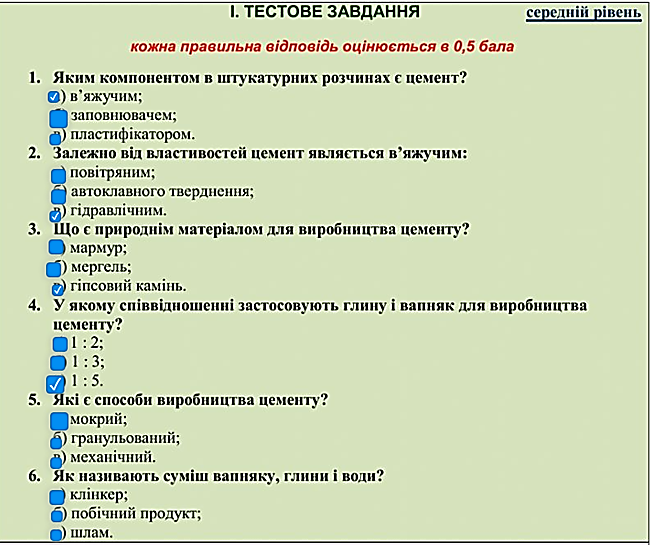 І. ТЕСТОВЕ ЗАВДАННЯ середній рівень
кожна правильна відповідь оцінюється в 0,5 бала
1. Яким компонентом в штукатурних розчинах є цемент?
) в’яжучим;
заповнювачем;
) пластифікатором.
2. Залежно від властивостей цемент являється в’яжучим:
) повітряним;
) автоклавного тверднення;
) гідравлічним.
3. Що є природнім матеріалом для виробництва цементу?
) мармур;
) мергель;
) гіпсовий камінь.
4. У якому співвідношенні застосовують глину і вапняк для виробництва
цементу?
1 : 2;
) 1 : 3;
) 1 : 5.
5. Які є способи виробництва цементу?
мокрий;
б) гранульований;
в) механічний.
6. Як називають суміш вапняку, глини і води?
) клінкер;
б) побічний продукт;
) шлам.